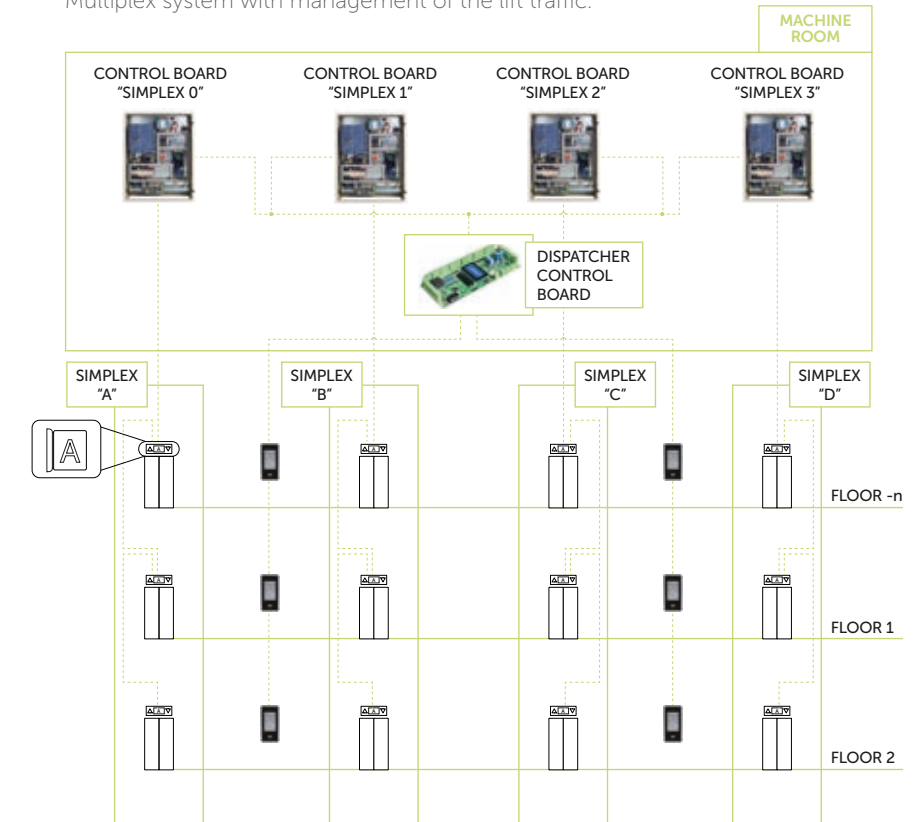 Multiplex system with management of the lift traffic.
MACHINE
ROOM
CONTROL BOARD
"SIMPLEX 0"
CONTROL BOARD
"SIMPLEX 1"
CONTROL BOARD
"SIMPLEX 2"
CONTROL BOARD
"SIMPLEX 3"
DISPATCHER
CONTROL
BOARD
SIMPLEX
"A"
SIMPLEX
"B"
SIMPLEX
"C"
SIMPLEX
"D"
A
A
A
A
A
FLOOR -n
A
A
A
A
FLOOR 1
A
A
A
A
FLOOR 2